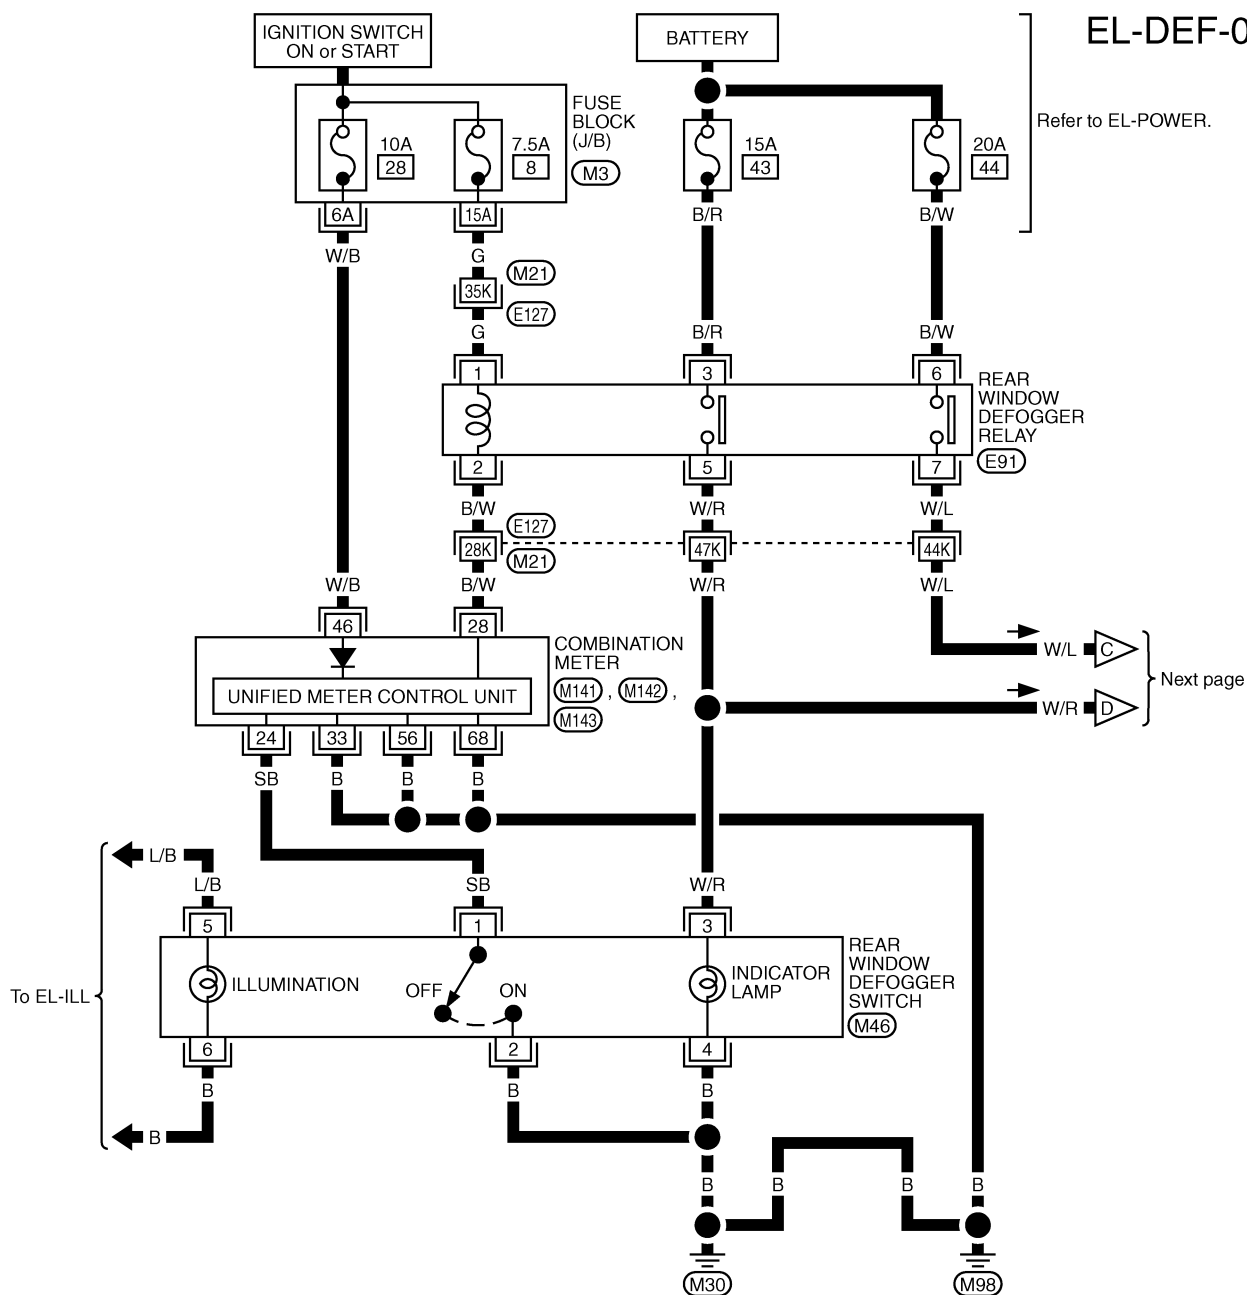 IGNITION SWITCH
ON or START
BATTERY
EL-DEF-0
FUSE
BLOCK
(J/B)
M3
10A
28
7.5A
8
15A
43
20A
44
Refer to EL-POWER.
6A
15A
B/R
B/W
W/B
G
M21
35K
E127
G
B/R
B/W
1
3
6
REAR
WINDOW
DEFOGGER
RELAY
E91
2
5
7
B/W
W/R
W/L
E127
28K
47K
44K
M21
W/B
B/W
W/R
W/L
46
28
COMBINATION
METER
M141 , M142 ,
M143
UNIFIED METER CONTROL UNIT
W/L
C
Next page
W/R
D
24
33
56
68
SB
B
B
B
L/B
L/B
SB
W/R
5
1
3
REAR
WINDOW
DEFOGGER
SWITCH
M46
To EL-ILL
ILLUMINATION
OFF
ON
INDICATOR
LAMP
6
2
4
B
B
B
B
B
B
B
B
M30
M98